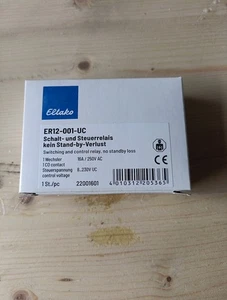 Eltako
ER12-001-UC
Schalt- und Steuerrelais
kein Stand-by-Verlust
Switching and control relay, no standby loss
1 Wechsler 16A / 250V AC
1 CO contact
Steuerspannung 8..230V UC
control voltage
1 St./pc 22001601
4 010312 205365